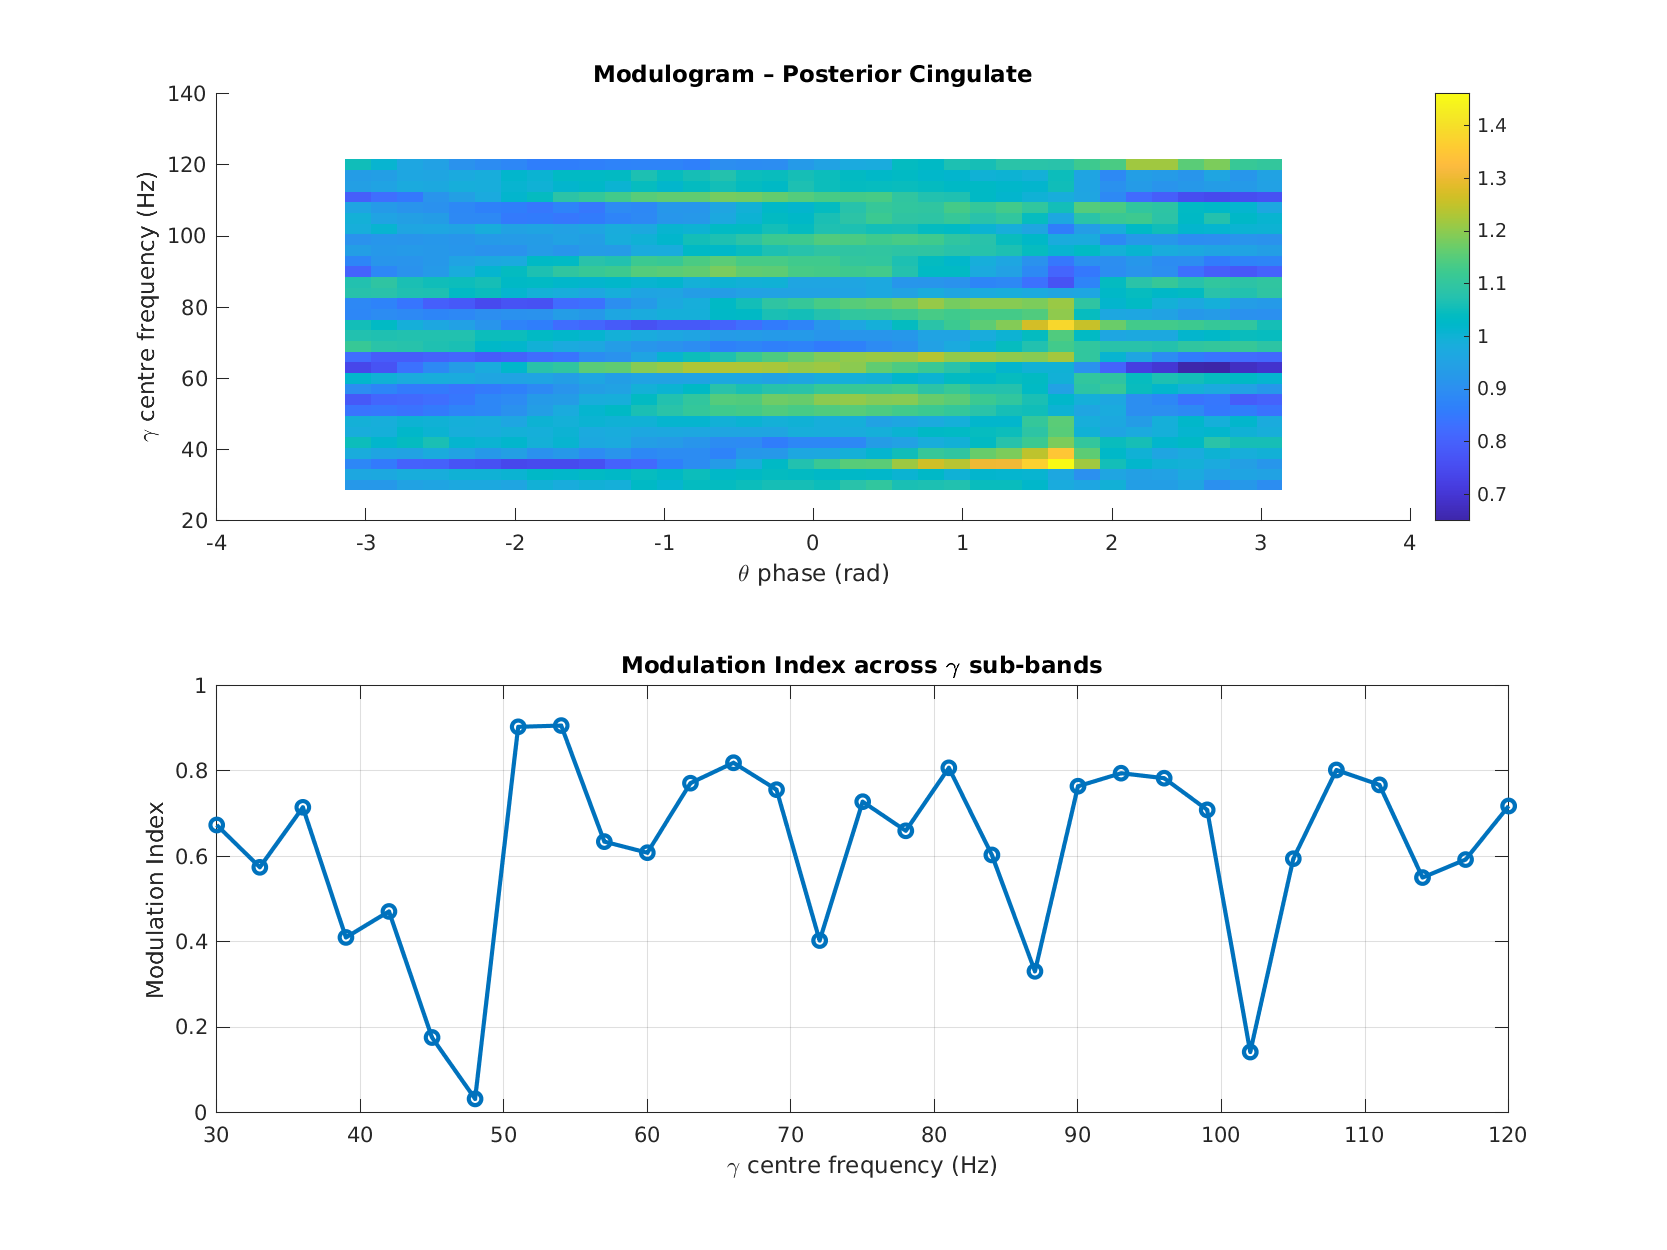 Modulogram – Posterior Cingulate
140
120
100
80
60
40
20
γ centre frequency (Hz)
-4 -3 -2 -1 0 1 2 3 4
θ phase (rad)
1.4
1.3
1.2
1.1
1
0.9
0.8
0.7
Modulation Index across γ sub-bands
1
0.8
0.6
0.4
0.2
0
Modulation Index
30 40 50 60 70 80 90 100 110 120
γ centre frequency (Hz)